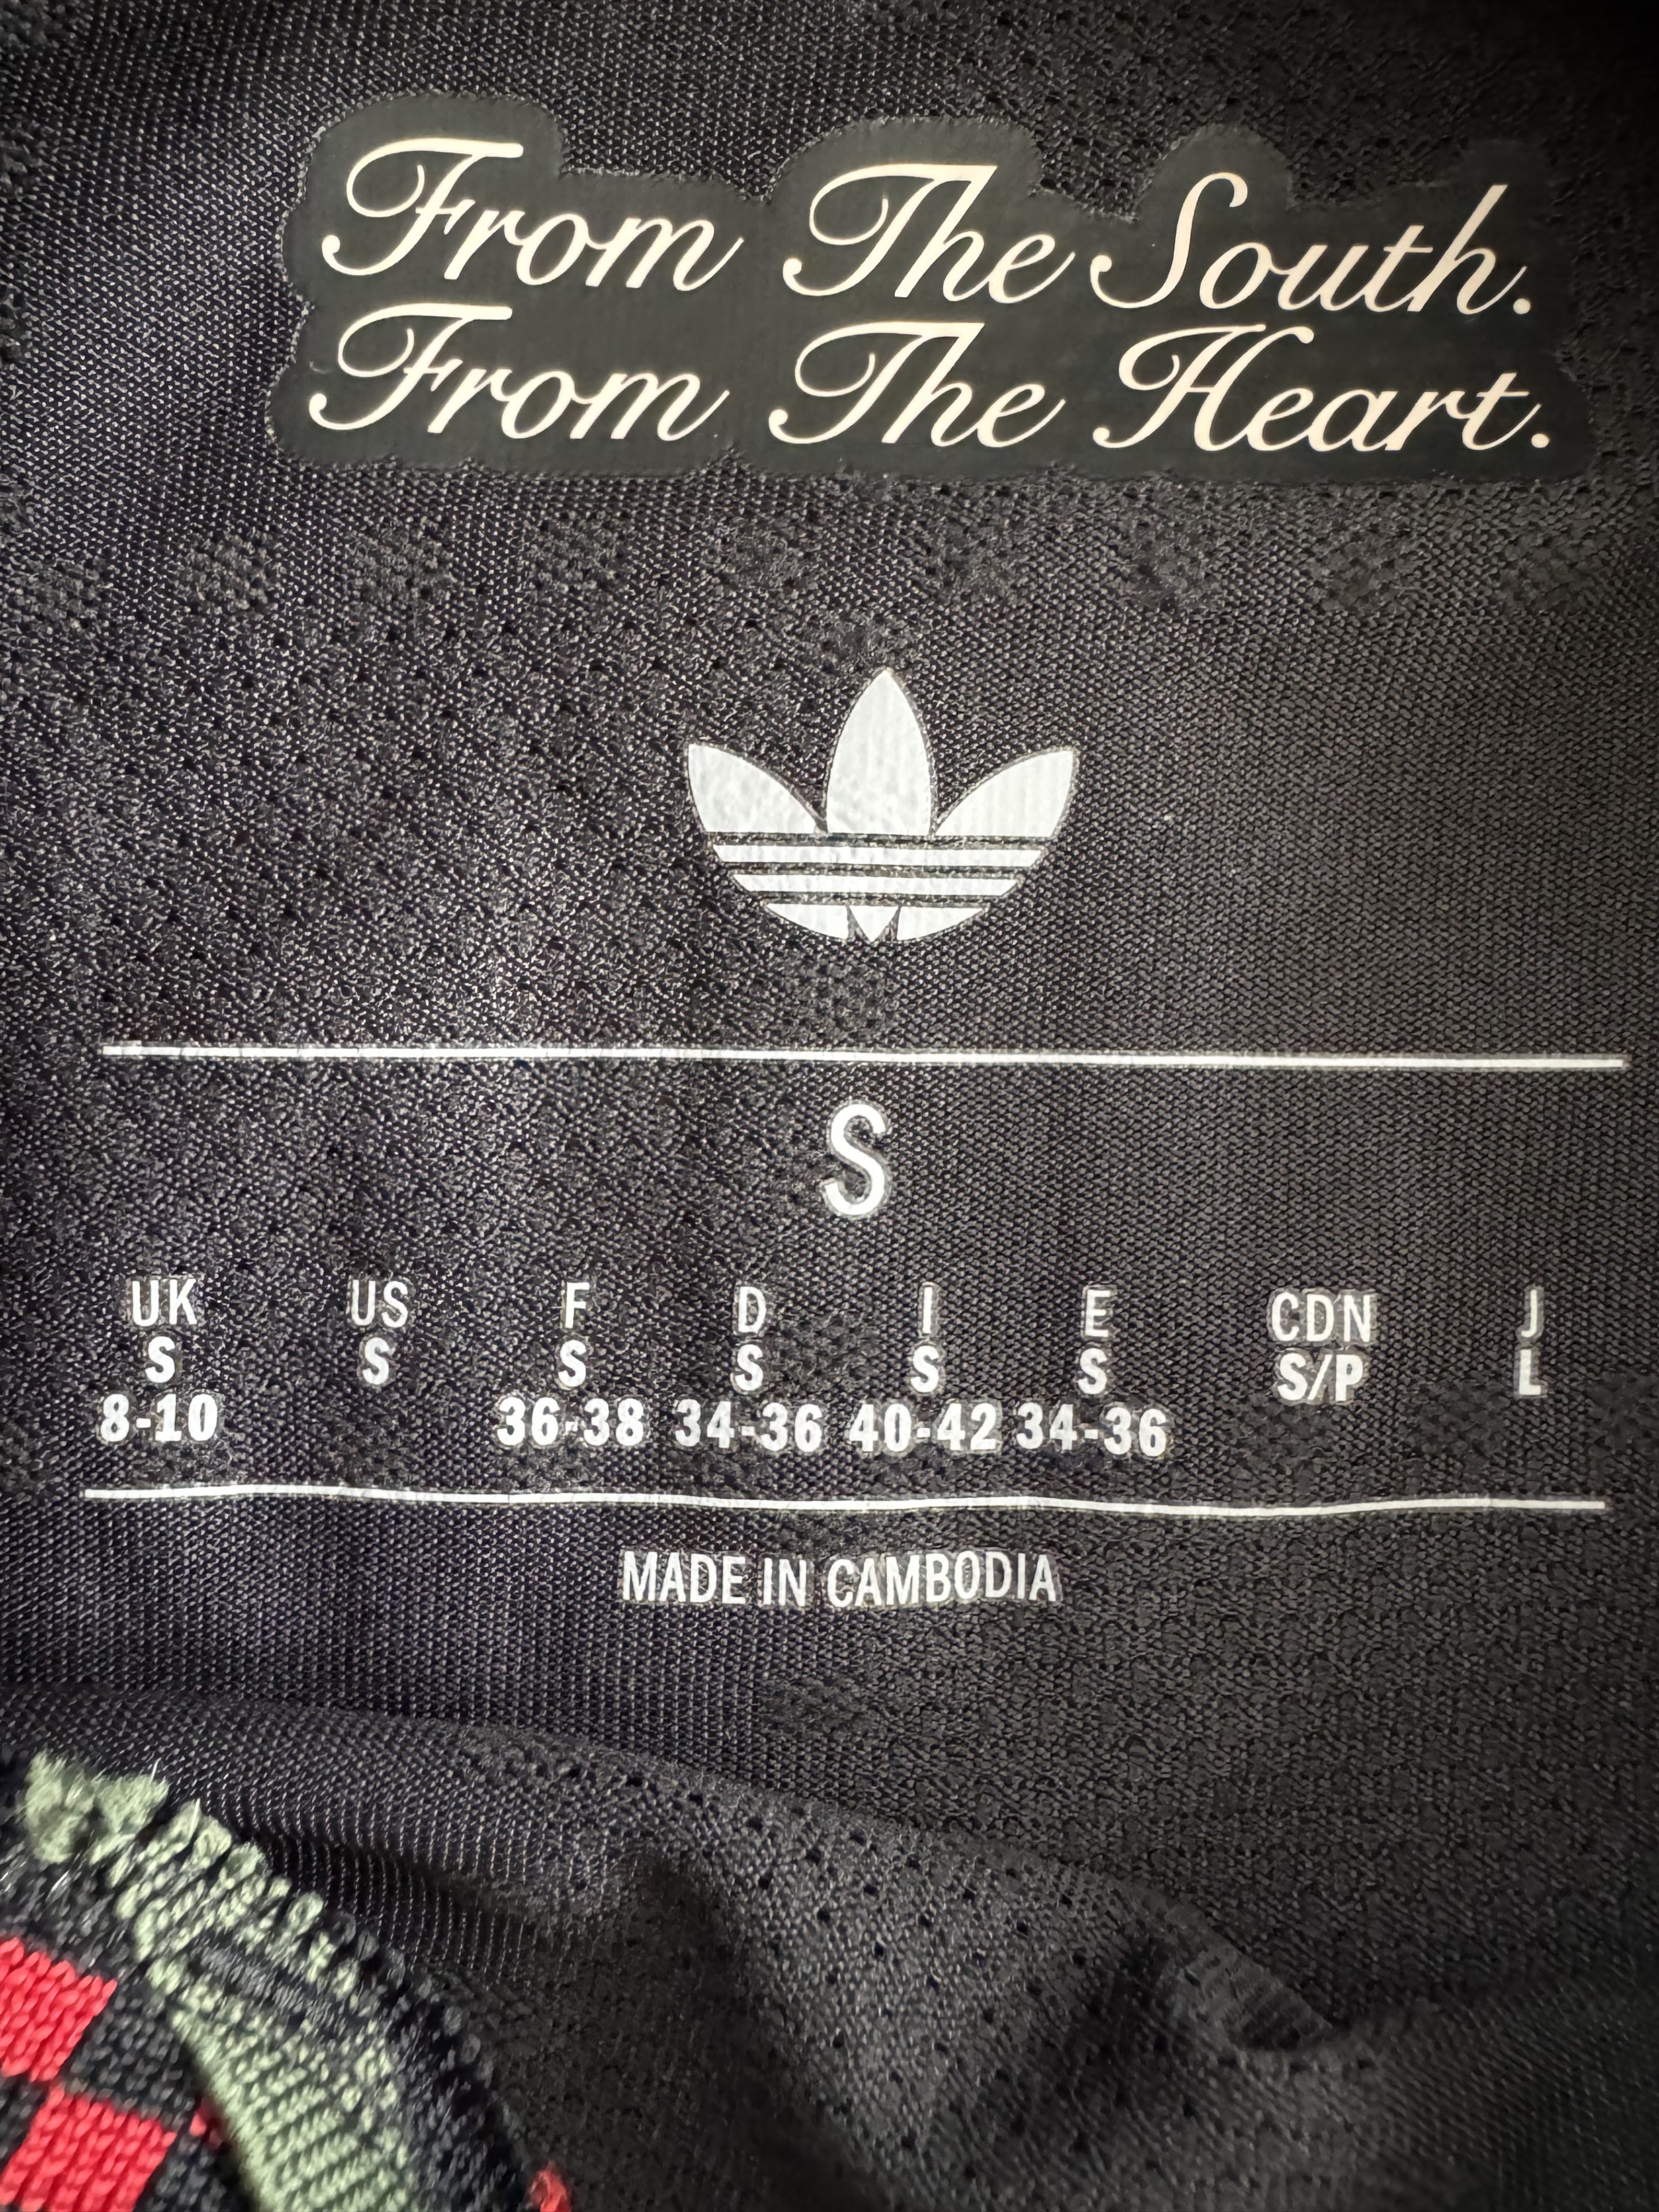 From The South.
From The Heart.
S
UK US F D I E CDN J
S S S S S S S/P L
8-10 36-38 34-36 40-42 34-36
MADE IN CAMBODIA